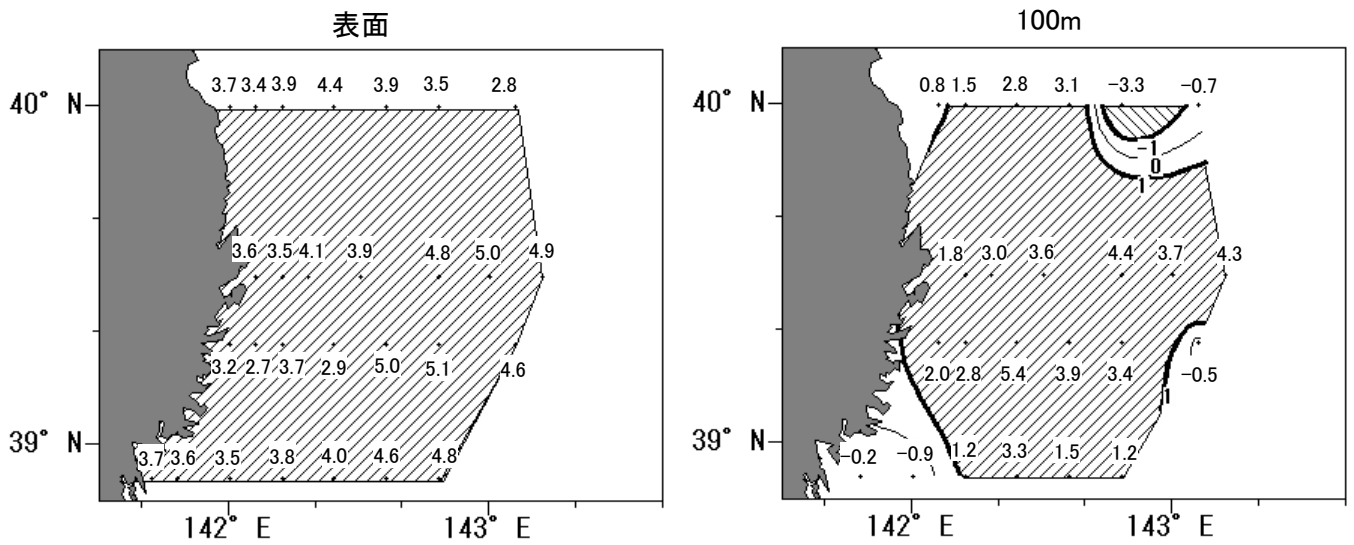 表面
3.7 3.4 3.9 4.4 3.9 3.5 2.8
40° N
3.6 3.5 4.1 3.9 4.8 5.0 4.9
3.2 2.7 3.7 2.9 5.0 5.1 4.6
39° N
3.7 3.6 3.5 3.8 4.0 4.6 4.8
142° E 143° E
100m
0.8 1.5 2.8 3.1 -3.3 -0.7
40° N
-1
0
1
1.8 3.0 3.6 4.4 3.7 4.3
2.0 2.8 5.4 3.9 3.4 -0.5
1
39° N
-0.2 -0.9 1.2 3.3 1.5 1.2
142° E 143° E